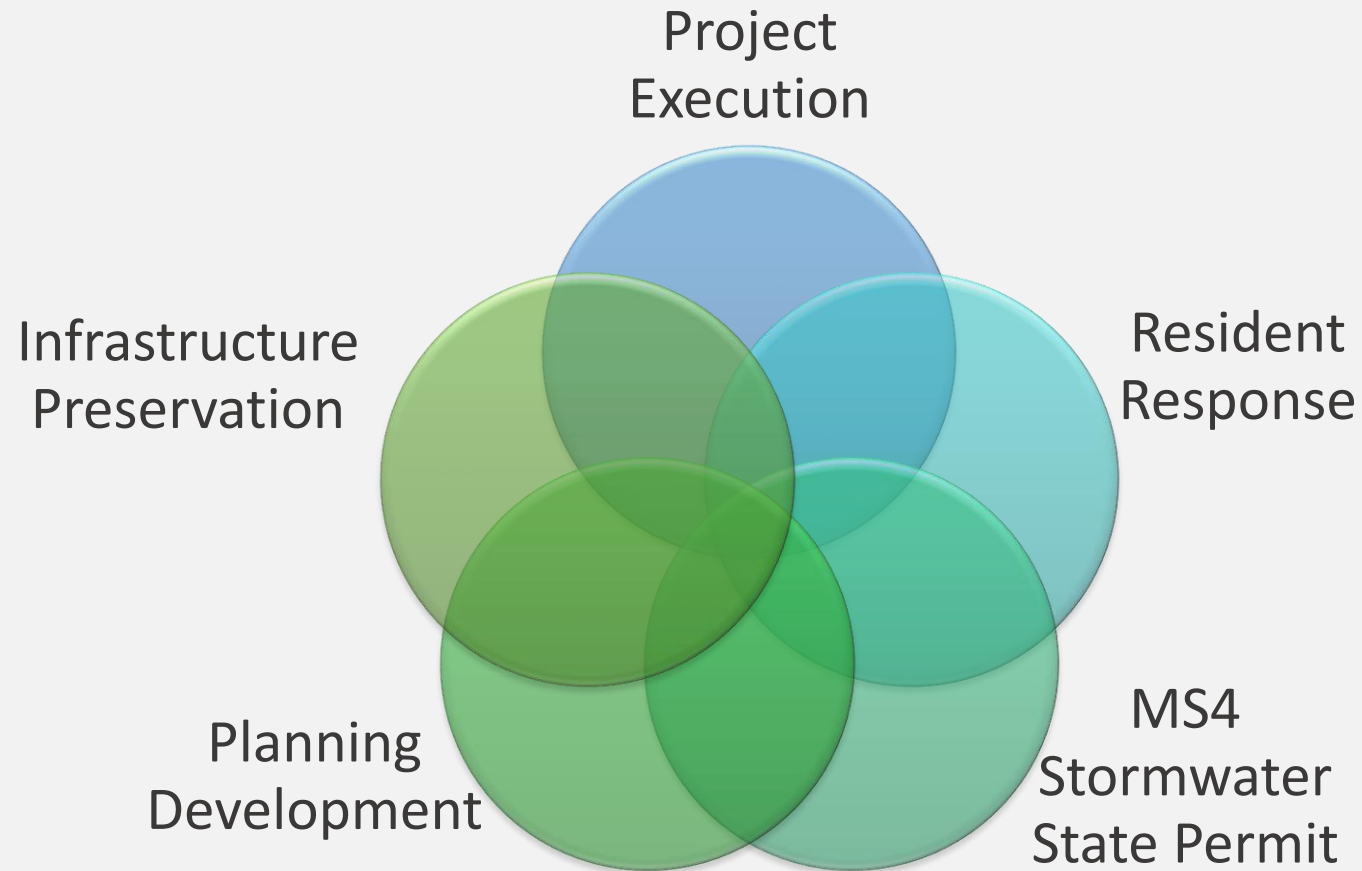 Project
Execution
Resident
Response
MS4
Stormwater
State Permit
Planning
Development
Infrastructure
Preservation